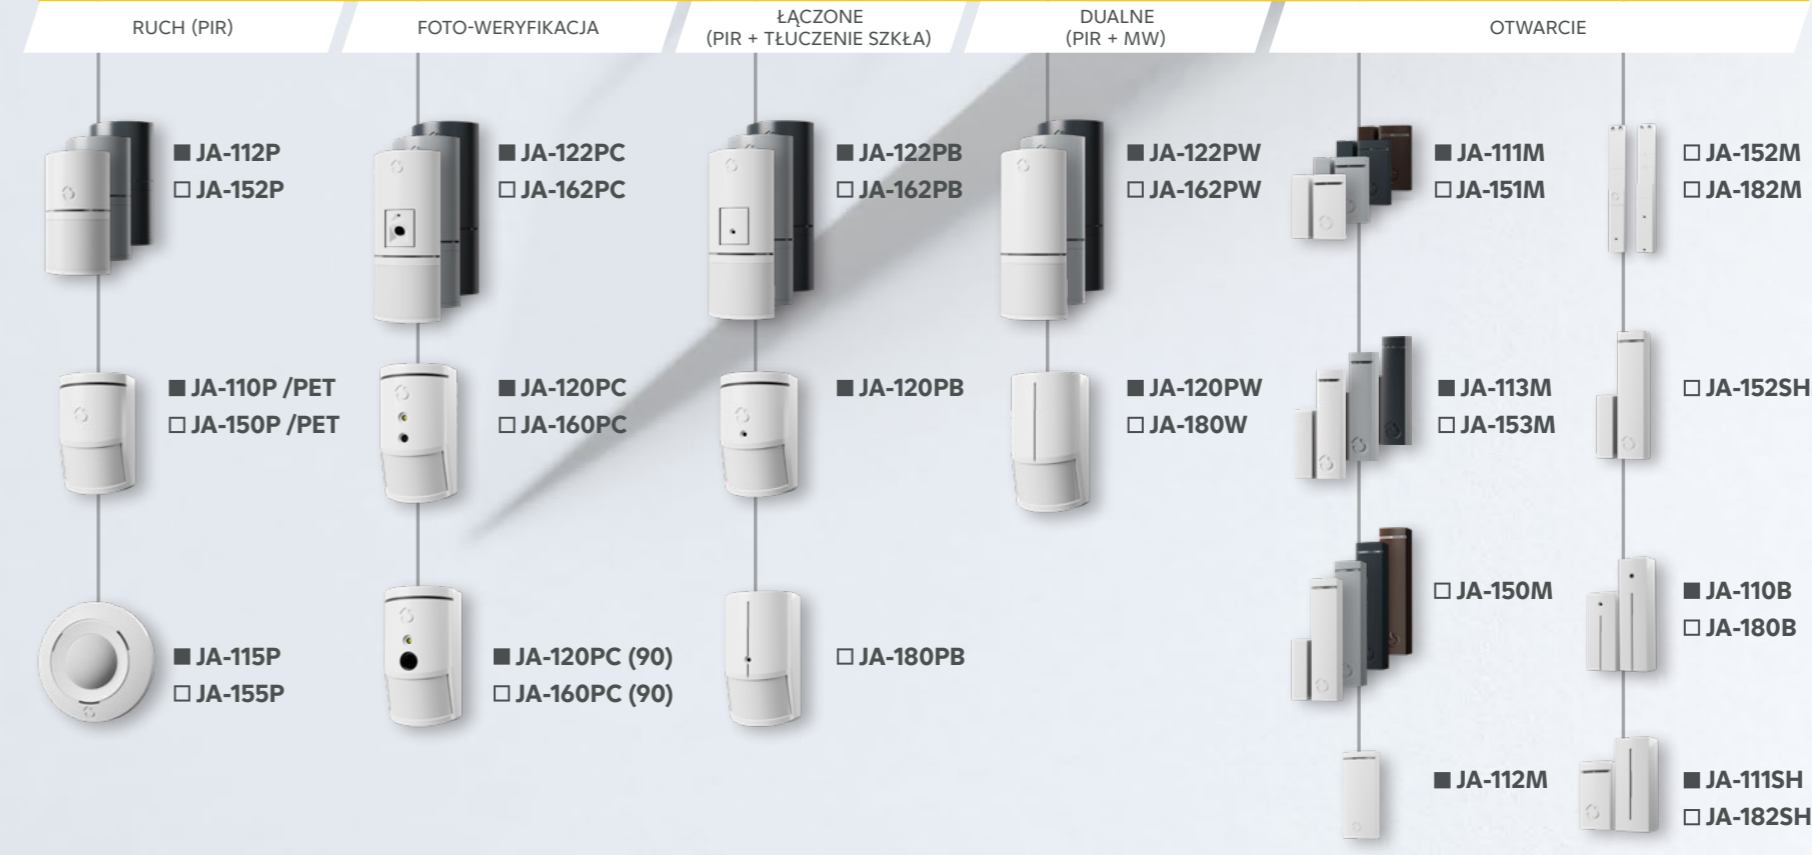 RUCH (PIR)
FOTO-WERYFIKACJA
ŁĄCZONE
(PIR + TŁUCZENIE SZKŁA)
DUALNE
(PIR + MW)
OTWARCIE
■ JA-112P
□ JA-152P
■ JA-110P /PET
□ JA-150P /PET
■ JA-115P
□ JA-155P
■ JA-122PC
□ JA-162PC
■ JA-120PC
□ JA-160PC
■ JA-120PC (90)
□ JA-160PC (90)
■ JA-122PB
□ JA-162PB
■ JA-120PB
□ JA-180PB
■ JA-122PW
□ JA-162PW
■ JA-120PW
□ JA-180W
■ JA-111M
□ JA-151M
■ JA-113M
□ JA-153M
□ JA-150M
■ JA-112M
□ JA-152M
□ JA-182M
□ JA-152SH
■ JA-110B
□ JA-180B
■ JA-111SH
□ JA-182SH